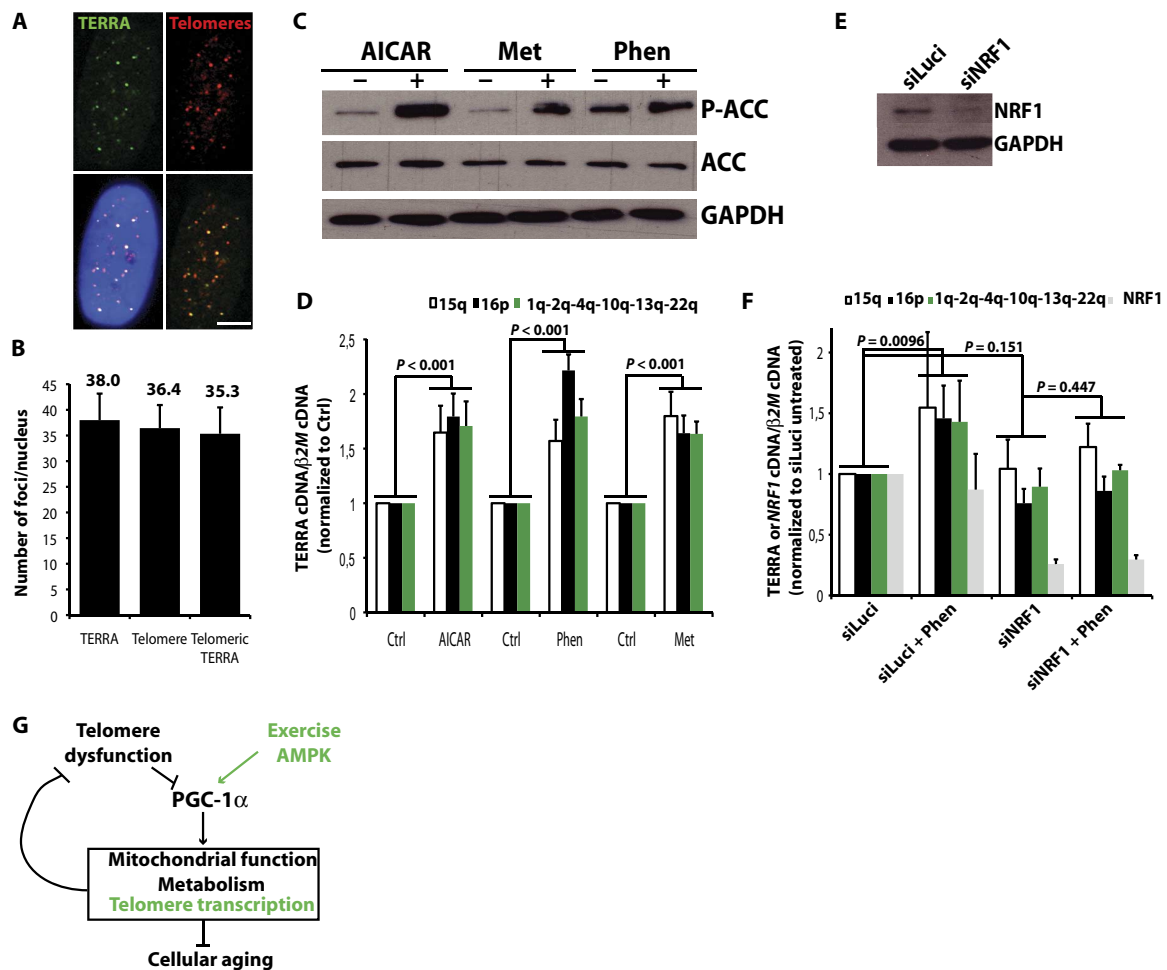 A
TERRA
Telomeres
B
Number of foci/nucleus
45
40
35
30
25
20
15
10
5
0
38.0
36.4
35.3
TERRA
Telomere
Telomeric
TERRA
C
AICAR
Met
Phen
− + − + − +
P-ACC
ACC
GAPDH
D
15q 16p 1q-2q-4q-10q-13q-22q
TERRA cDNA/β2M cDNA
(normalized to Ctrl)
2,5
2
1,5
1
0,5
0
P < 0.001
P < 0.001
P < 0.001
Ctrl AICAR Ctrl Phen Ctrl Met
E
siLuci
siNRF1
NRF1
GAPDH
F
15q 16p 1q-2q-4q-10q-13q-22q NRF1
TERRA or NRF1 cDNA/β2M cDNA
(normalized to siLuci untreated)
2
1,5
1
0,5
0
P = 0.0096
P = 0.151
P = 0.447
siLuci
siLuci + Phen
siNRF1
siNRF1 + Phen
G
Telomere
dysfunction
Exercise
AMPK
PGC-1α
Mitochondrial function
Metabolism
Telomere transcription
Cellular aging